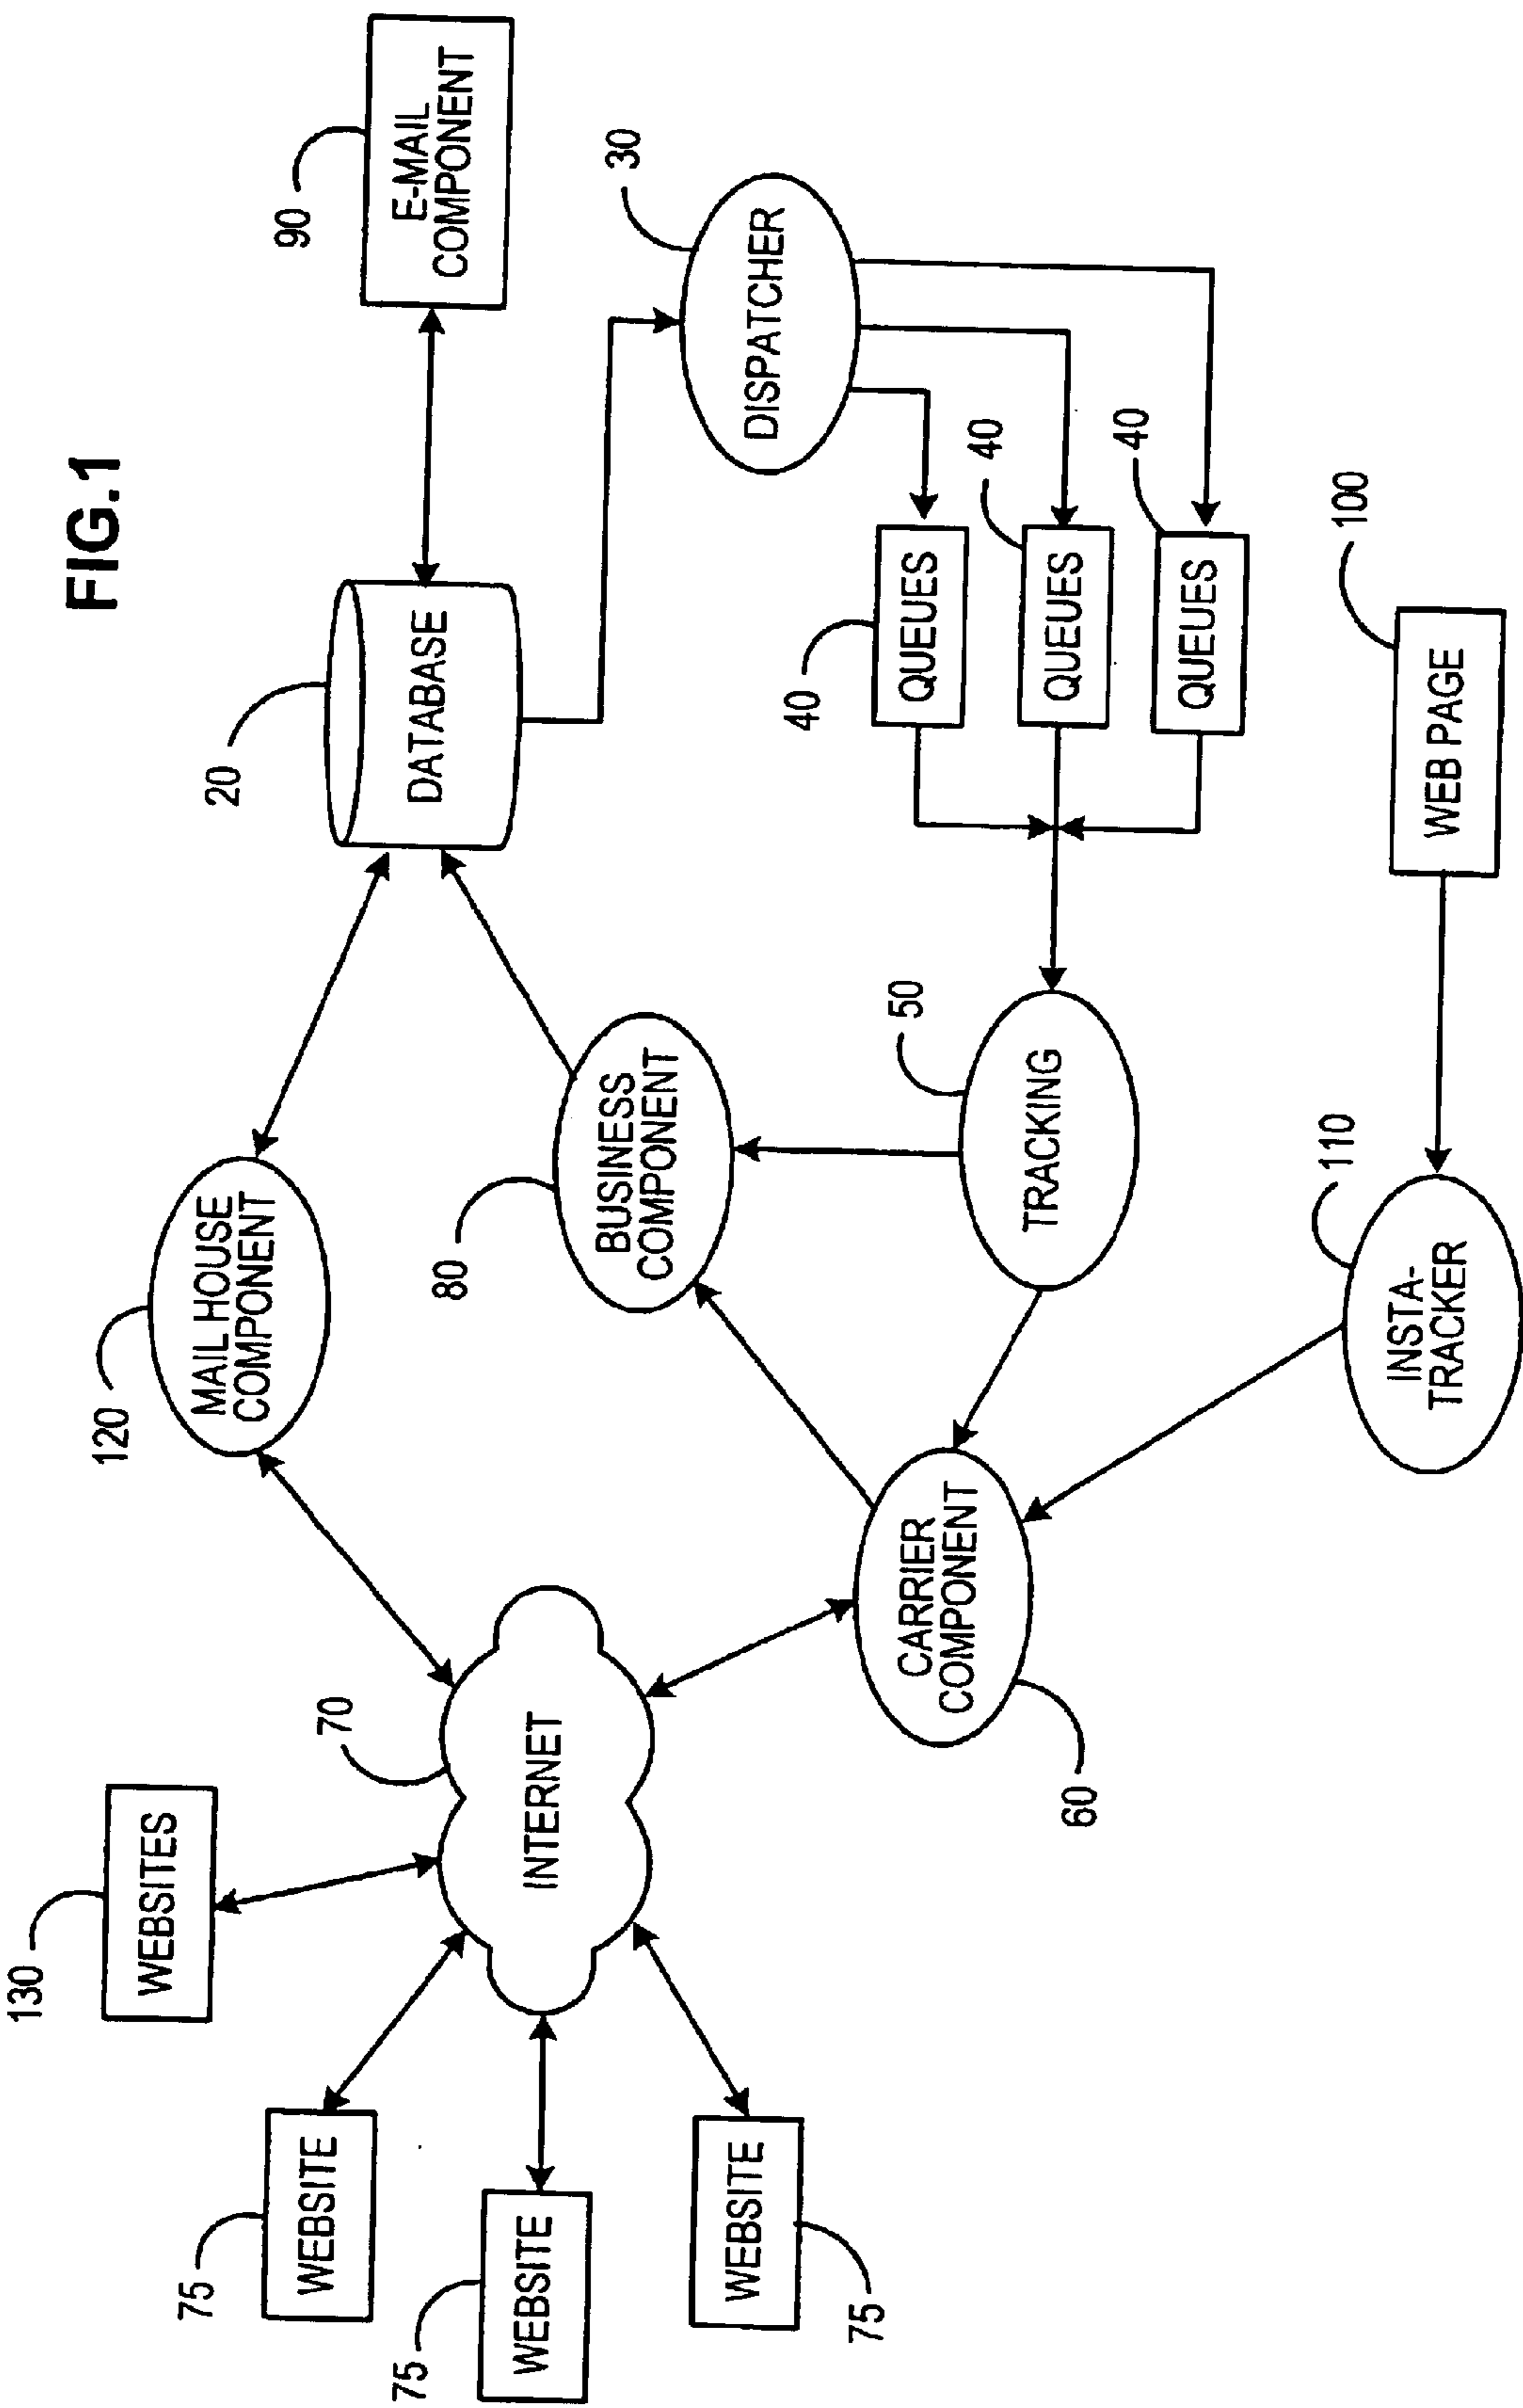 FIG.1
130
WEBSITES
120
MAIL HOUSE
COMPONENT
75
WEBSITE
20
DATABASE
90
E-MAIL
COMPONENT
70
INTERNET
75
WEBSITE
80
BUSINESS
COMPONENT
30
DISPATCHER
WEBSITE
75
40
QUEUES
50
TRACKING
CARRIER
COMPONENT
60
40
QUEUES
40
QUEUES
110
INSTA-
TRACKER
100
WEB PAGE